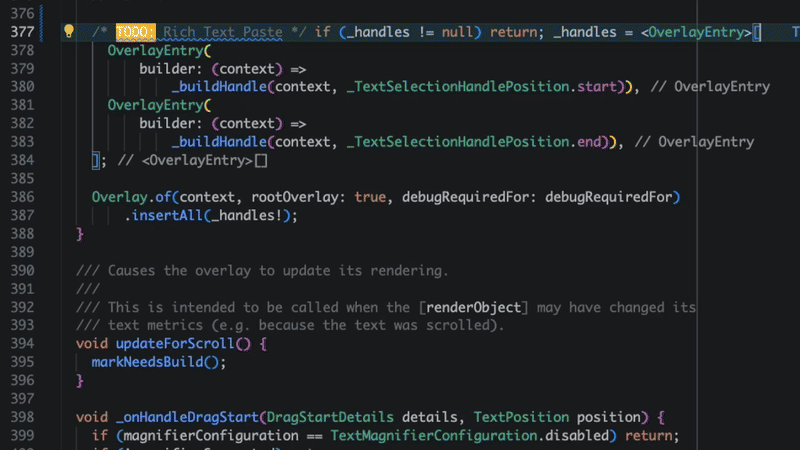 376
377 /* TODO: Rich Text Paste */ if (_handles != null) return; _handles = <OverlayEntry>[ T
378 OverlayEntry(
379 builder: (context) =>
380 _buildHandle(context, _TextSelectionHandlePosition.start)), // OverlayEntry
381 OverlayEntry(
382 builder: (context) =>
383 _buildHandle(context, _TextSelectionHandlePosition.end)), // OverlayEntry
384 ]; // <OverlayEntry>[]
385
386 Overlay.of(context, rootOverlay: true, debugRequiredFor: debugRequiredFor)
387 .insertAll(_handles!);
388 }
389
390 /// Causes the overlay to update its rendering.
391 ///
392 /// This is intended to be called when the [renderObject] may have changed its
393 /// text metrics (e.g. because the text was scrolled).
394 void updateForScroll() {
395 markNeedsBuild();
396 }
397
398 void _onHandleDragStart(DragStartDetails details, TextPosition position) {
399 if (magnifierConfiguration == TextMagnifierConfiguration.disabled) return;